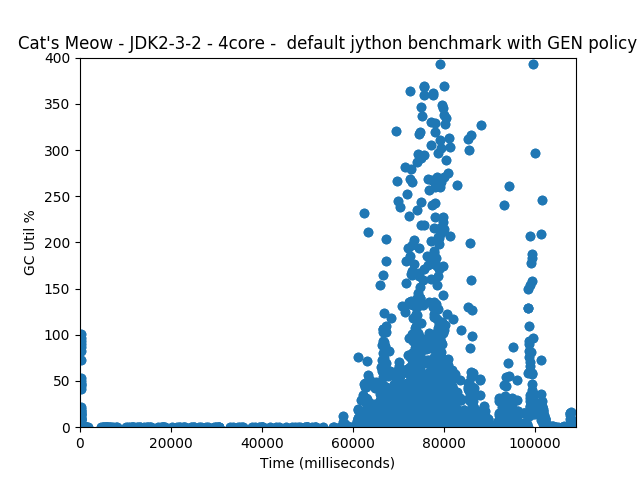 Cat's Meow - JDK2-3-2 - 4core -  default jython benchmark with GEN policy
400
350
300
250
200
150
100
50
0
GC Util %
0 20000 40000 60000 80000 100000
Time (milliseconds)